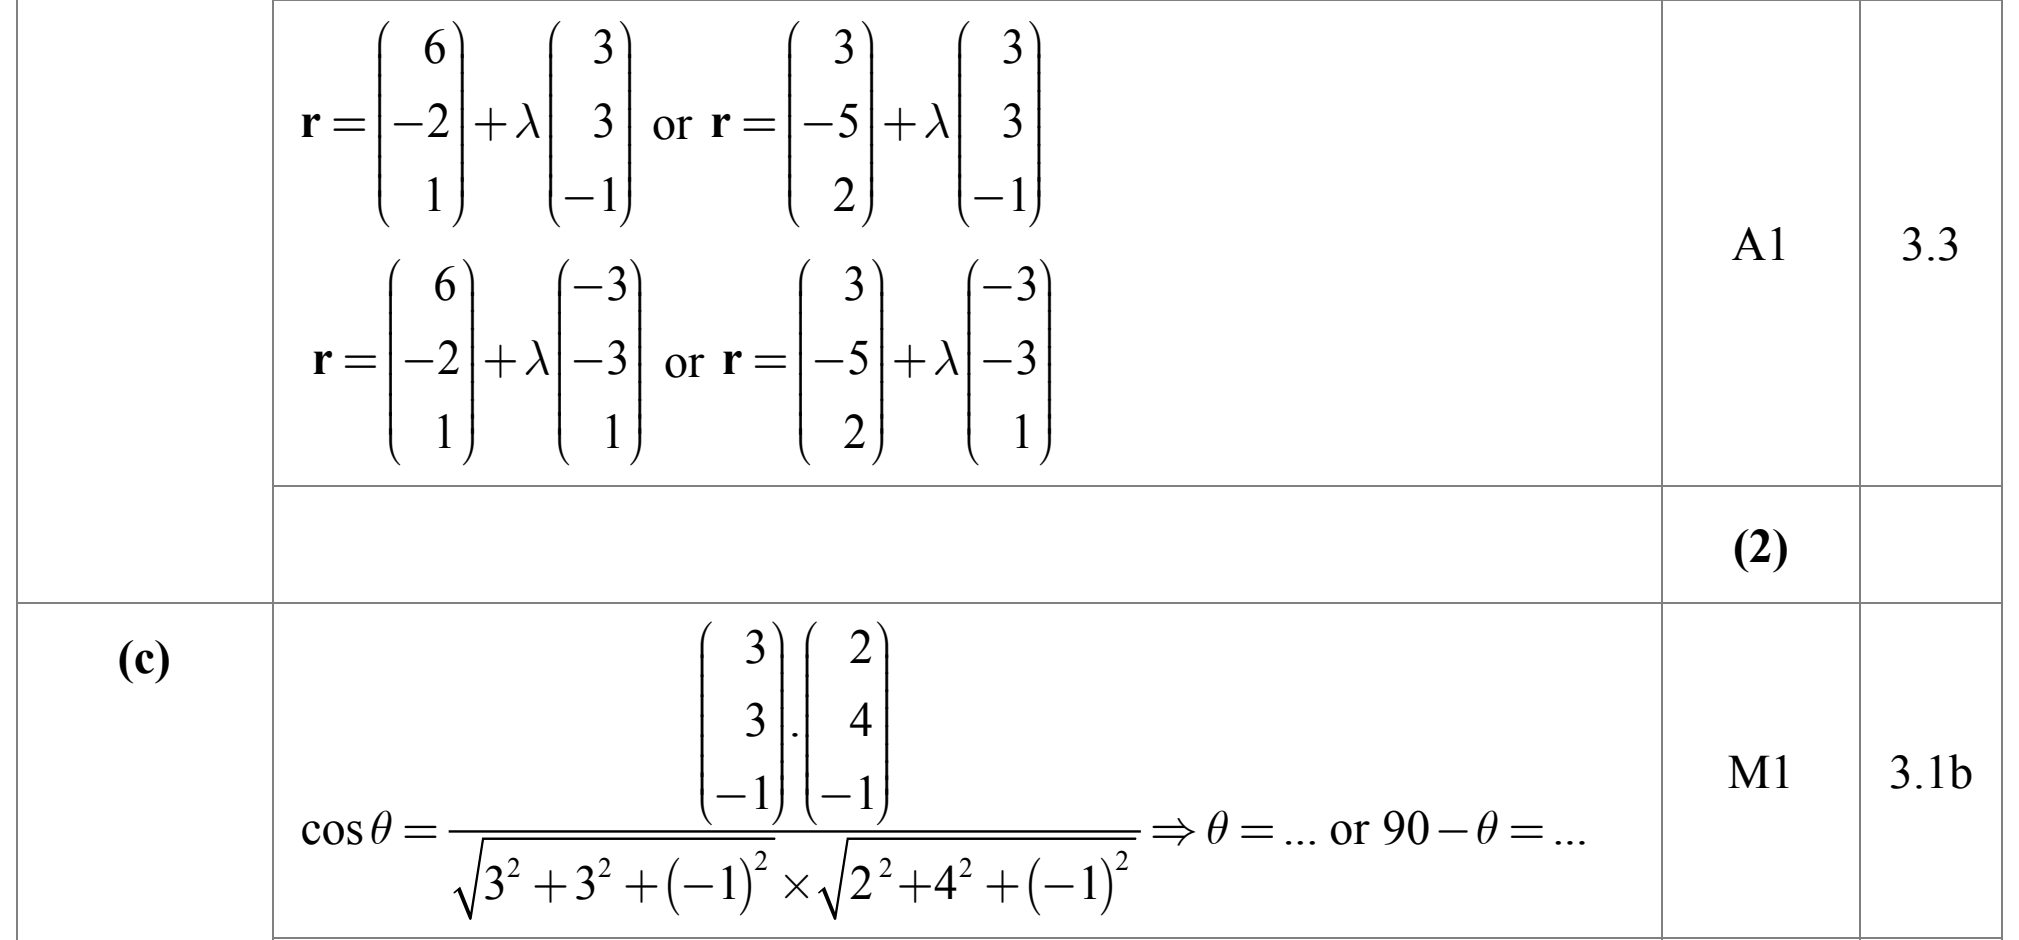 r = (6 −2 1) + λ(3 3 −1) or r = (3 −5 2) + λ(3 3 −1)
r = (6 −2 1) + λ(−3 −3 1) or r = (3 −5 2) + λ(−3 −3 1)
A1 3.3
(2)
(c) cosθ = (3 3 −1).(2 4 −1) / √(3² + 3² + (−1)²) × √(2² + 4² + (−1)²) ⇒ θ = ... or 90 − θ = ...
M1 3.1b